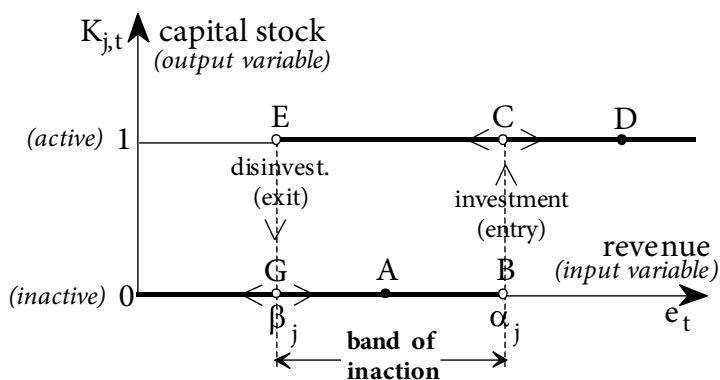 K j,t capital stock
(output variable)
E C D
(active) 1
disinvest.
(exit)
investment
(entry)
revenue
(input variable)
G A B
(inactive) 0
β j α j e t
band of
inaction